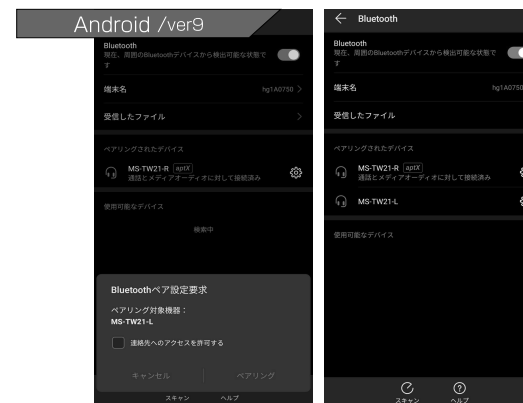 Android /ver9
Bluetooth
現在、周囲のBluetoothデバイスから検出可能な状態で
す
端末名
hg1A0750
受信したファイル
ペアリングされたデバイス
MS-TW21-R aptX
通話とメディアオーディオに対して接続済み
使用可能なデバイス
検索中
Bluetoothペア設定要求
ペアリング対象機器：
MS-TW21-L
連絡先へのアクセスを許可する
キャンセル
ペアリング
スキャン
ヘルプ
Bluetooth
Bluetooth
現在、周囲のBluetoothデバイスから検出可能な状態で
す
端末名
hg1A0750
受信したファイル
ペアリングされたデバイス
MS-TW21-R aptX
通話とメディアオーディオに対して接続済み
MS-TW21-L
使用可能なデバイス
スキャン
ヘルプ